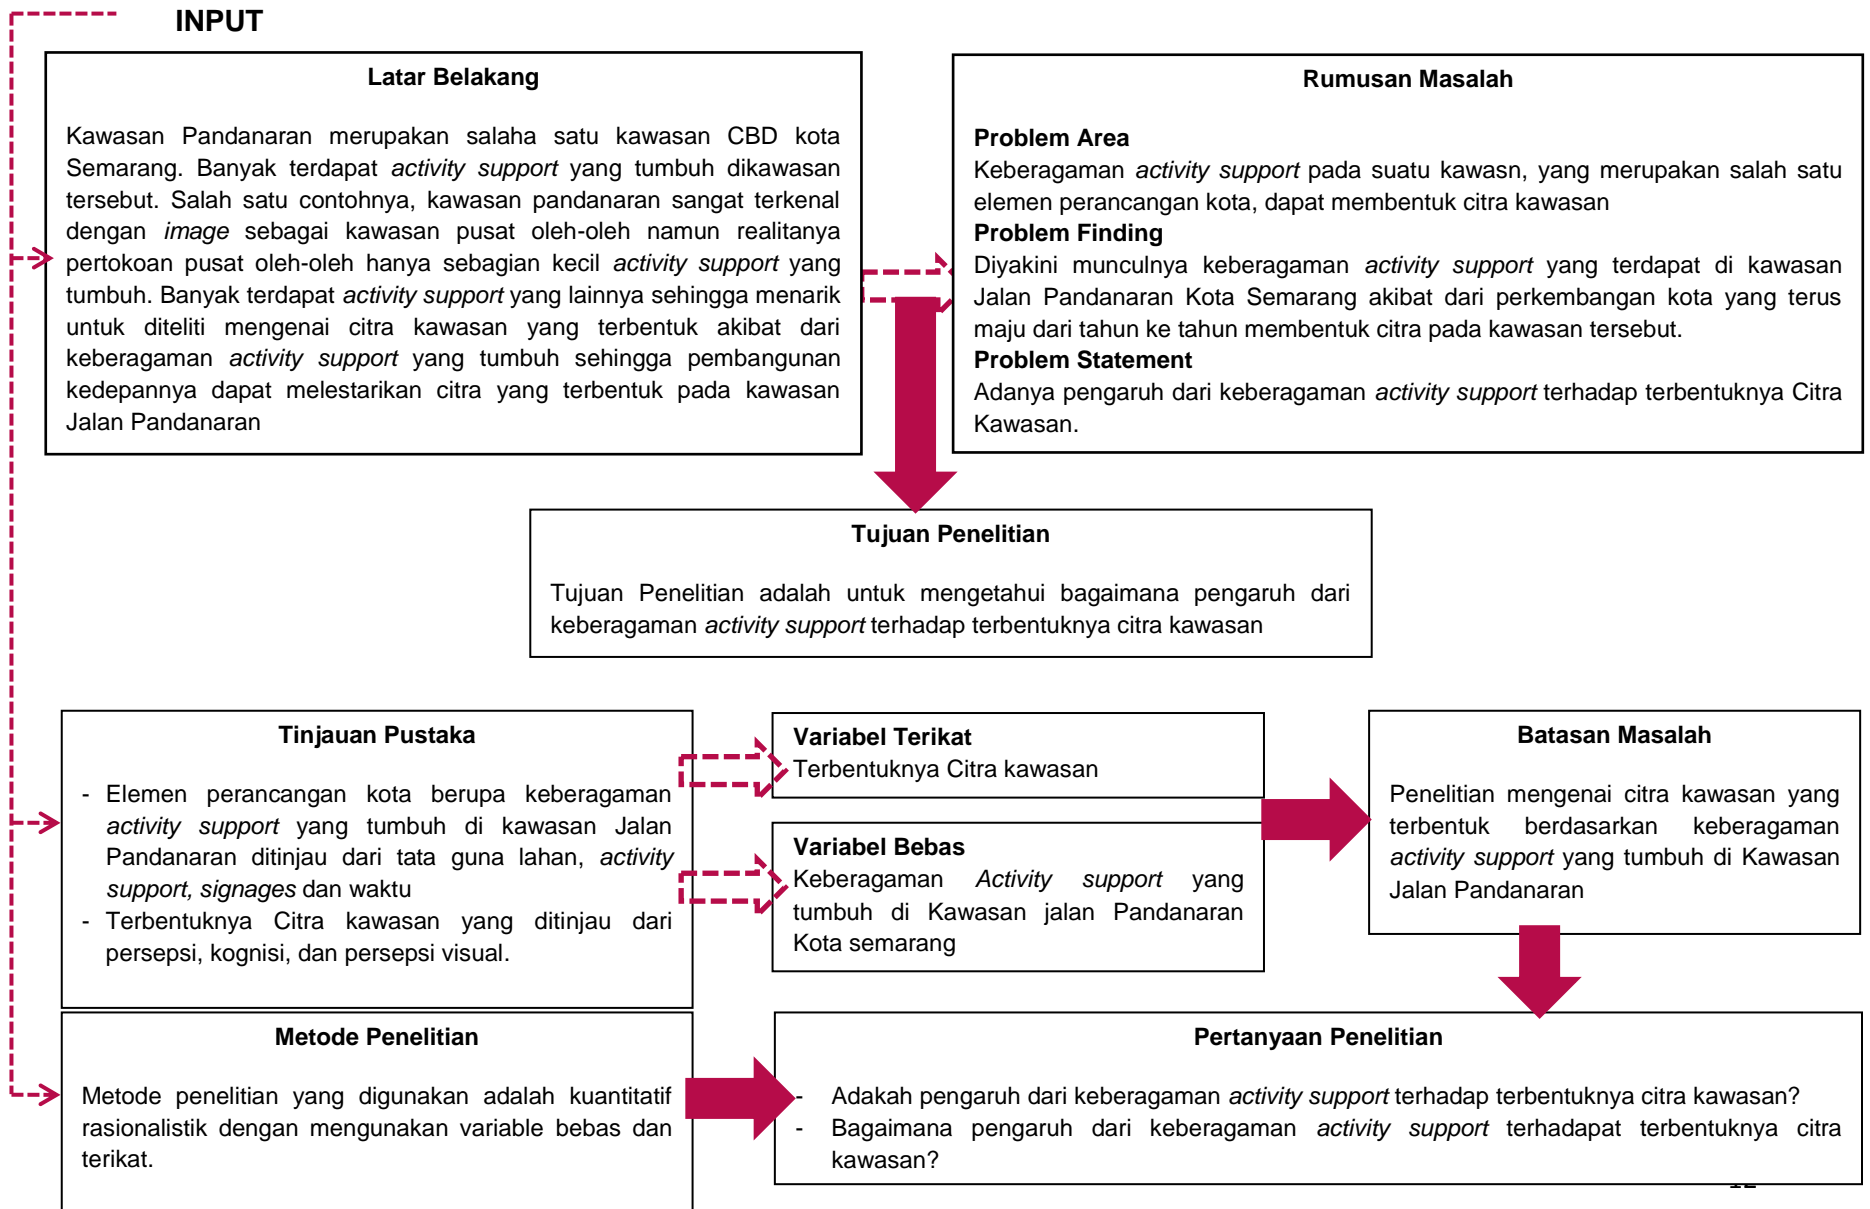 INPUT
Latar Belakang
Kawasan Pandanaran merupakan salaha satu kawasan CBD kota
Semarang. Banyak terdapat activity support yang tumbuh dikawasan
tersebut. Salah satu contohnya, kawasan pandanaran sangat terkenal
dengan image sebagai kawasan pusat oleh-oleh namun realitanya
pertokoan pusat oleh-oleh hanya sebagian kecil activity support yang
tumbuh. Banyak terdapat activity support yang lainnya sehingga menarik
untuk diteliti mengenai citra kawasan yang terbentuk akibat dari
keberagaman activity support yang tumbuh sehingga pembangunan
kedepannya dapat melestarikan citra yang terbentuk pada kawasan
Jalan Pandanaran
Rumusan Masalah
Problem Area
Keberagaman activity support pada suatu kawasn, yang merupakan salah satu
elemen perancangan kota, dapat membentuk citra kawasan
Problem Finding
Diyakini munculnya keberagaman activity support yang terdapat di kawasan
Jalan Pandanaran Kota Semarang akibat dari perkembangan kota yang terus
maju dari tahun ke tahun membentuk citra pada kawasan tersebut.
Problem Statement
Adanya pengaruh dari keberagaman activity support terhadap terbentuknya Citra
Kawasan.
Tujuan Penelitian
Tujuan Penelitian adalah untuk mengetahui bagaimana pengaruh dari
keberagaman activity support terhadap terbentuknya citra kawasan
Tinjauan Pustaka
- Elemen perancangan kota berupa keberagaman
activity support yang tumbuh di kawasan Jalan
Pandanaran ditinjau dari tata guna lahan, activity
support, signages dan waktu
- Terbentuknya Citra kawasan yang ditinjau dari
persepsi, kognisi, dan persepsi visual.
Variabel Terikat
Terbentuknya Citra kawasan
Variabel Bebas
Keberagaman Activity support yang
tumbuh di Kawasan jalan Pandanaran
Kota semarang
Batasan Masalah
Penelitian mengenai citra kawasan yang
terbentuk berdasarkan keberagaman
activity support yang tumbuh di Kawasan
Jalan Pandanaran
Metode Penelitian
Metode penelitian yang digunakan adalah kuantitatif
rasionalistik dengan mengunakan variable bebas dan
terikat.
Pertanyaan Penelitian
- Adakah pengaruh dari keberagaman activity support terhadap terbentuknya citra kawasan?
- Bagaimana pengaruh dari keberagaman activity support terhadapat terbentuknya citra
kawasan?